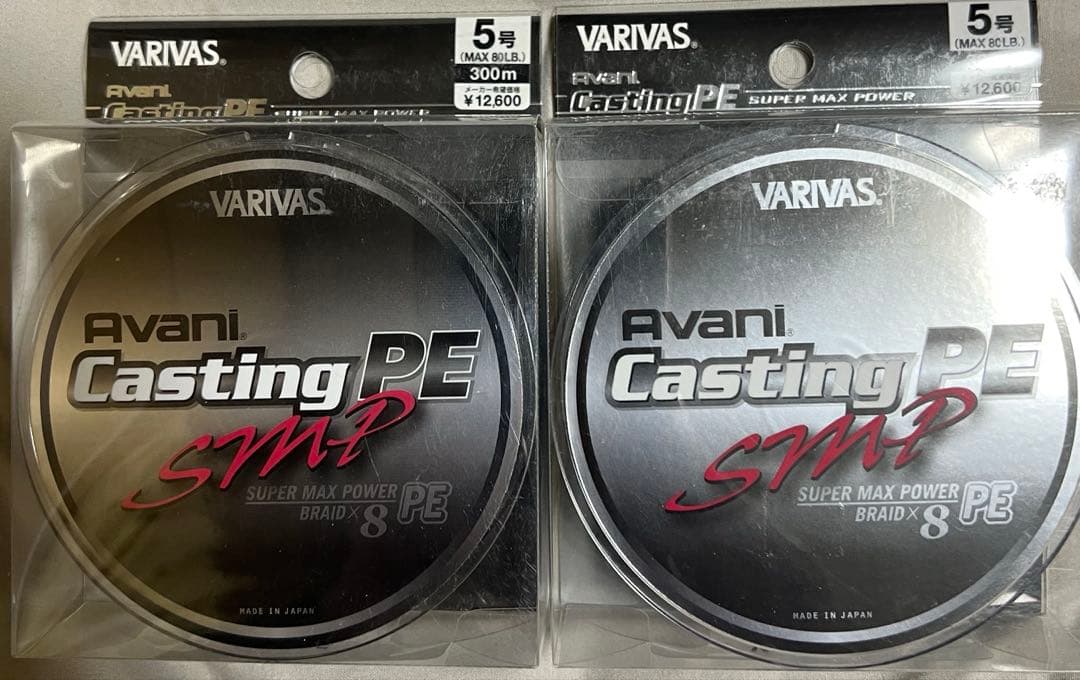 VARIVAS®
Avani
Casting PE SUPER MAX POWER
5号
(MAX 80LB.)
300m
メーカー希望価格
¥12,600
VARIVAS®
Avani®
Casting PE
SMP
SUPER MAX POWER
BRAID×8 PE
MADE IN JAPAN
VARIVAS®
Avani
Casting PE SUPER MAX POWER
5号
(MAX 80LB.)
¥12,600
VARIVAS®
Avani®
Casting PE
SMP
SUPER MAX POWER
BRAID×8 PE
MADE IN JAPAN